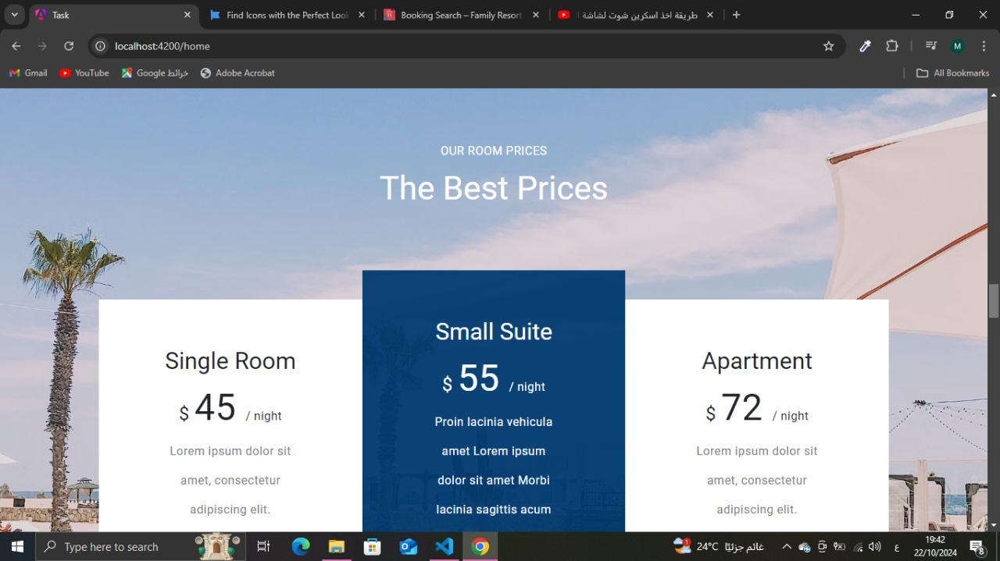 Task
Find Icons with the Perfect Look
Booking Search – Family Resort
طريقة اخذ اسكرين شوت لشاشة ا
localhost:4200/home
M
Gmail
YouTube
Google خرائط
Adobe Acrobat
All Bookmarks
OUR ROOM PRICES
The Best Prices
Single Room
$ 45 / night
Lorem ipsum dolor sit
amet, consectetur
adipiscing elit.
Small Suite
$ 55 / night
Proin lacinia vehicula
amet Lorem ipsum
dolor sit amet Morbi
lacinia sagittis acum
Apartment
$ 72 / night
Lorem ipsum dolor sit
amet, consectetur
adipiscing elit.
Type here to search
1
24°C غائم جزئيًا
ع
19:42
22/10/2024
8